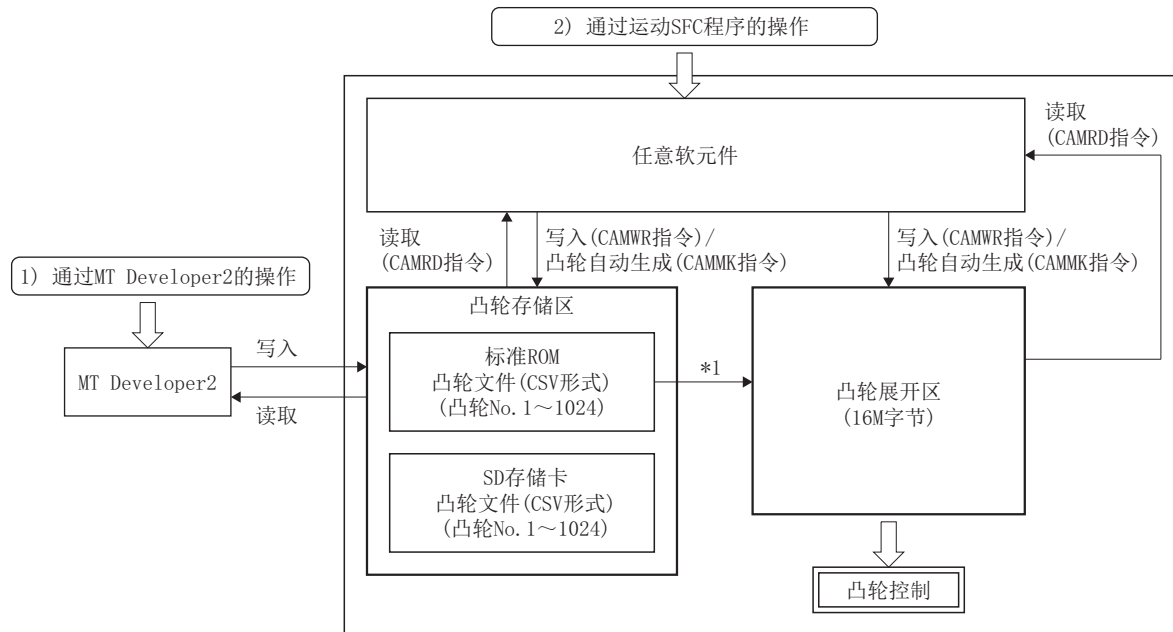 2) 通过运动SFC程序的操作
任意软元件
读取
(CAMRD指令)
读取
(CAMRD指令)
写入(CAMWR指令)/
凸轮自动生成(CAMMK指令)
写入(CAMWR指令)/
凸轮自动生成(CAMMK指令)
1) 通过MT Developer2的操作
MT Developer2
写入
读取
凸轮存储区
标准ROM
凸轮文件(CSV形式)
(凸轮No.1～1024)
SD存储卡
凸轮文件(CSV形式)
(凸轮No.1～1024)
*1
凸轮展开区
(16M字节)
凸轮控制